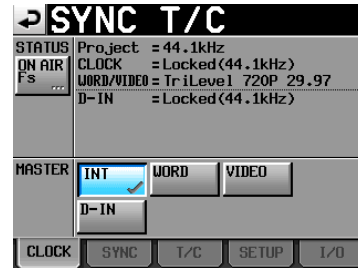 SYNC T/C
STATUS
ON AIR
Fs ...
Project =44.1kHz
CLOCK =Locked(44.1kHz)
WORD/VIDEO=TriLevel 720P 29.97
D-IN =Locked(44.1kHz)
MASTER
INT WORD VIDEO
D-IN
CLOCK SYNC T/C SETUP I/O